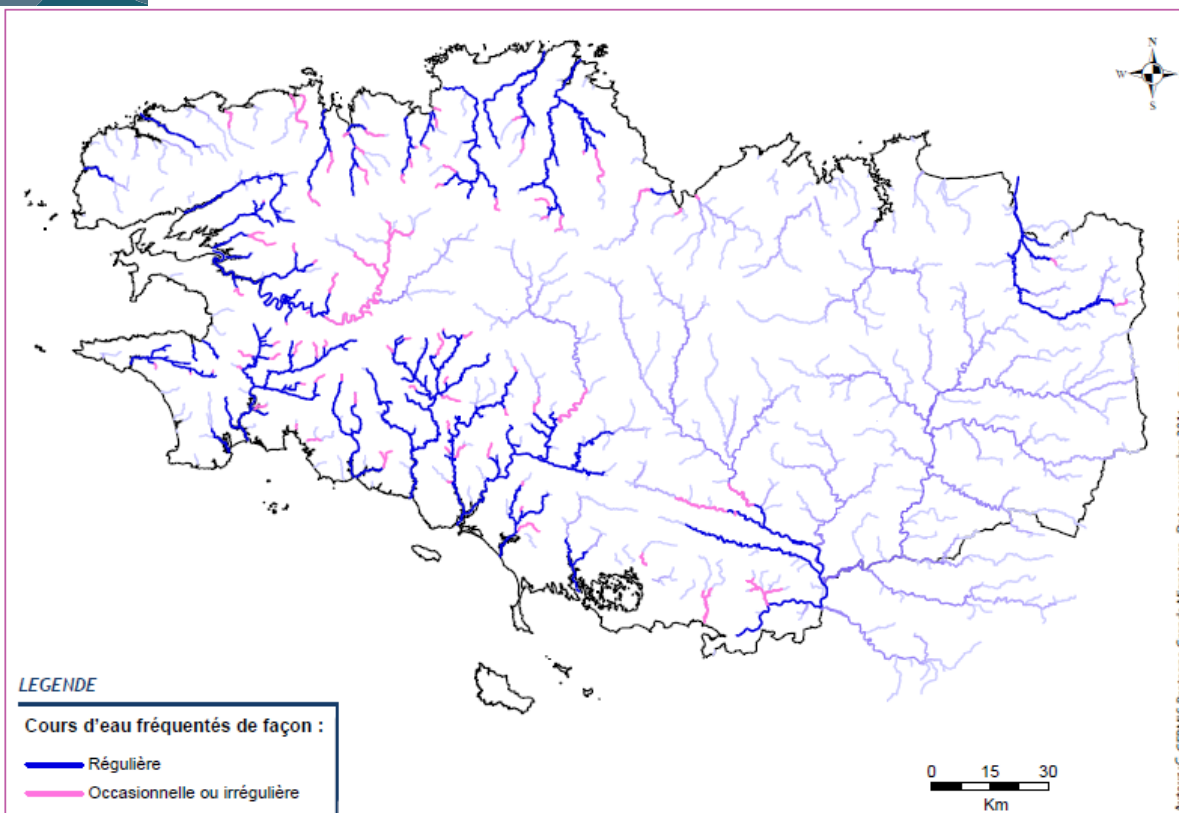 N
W
S
LEGENDE
Cours d'eau fréquentés de façon :
Régulière
Occasionnelle ou irrégulière
0 15 30
Km